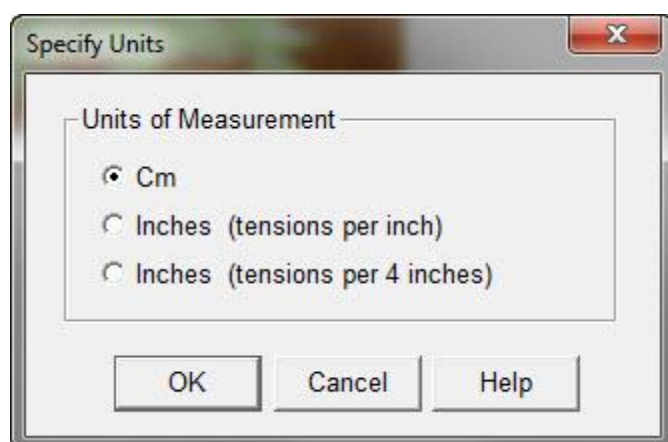 Specify Units
Units of Measurement
Cm
Inches (tensions per inch)
Inches (tensions per 4 inches)
OK Cancel Help